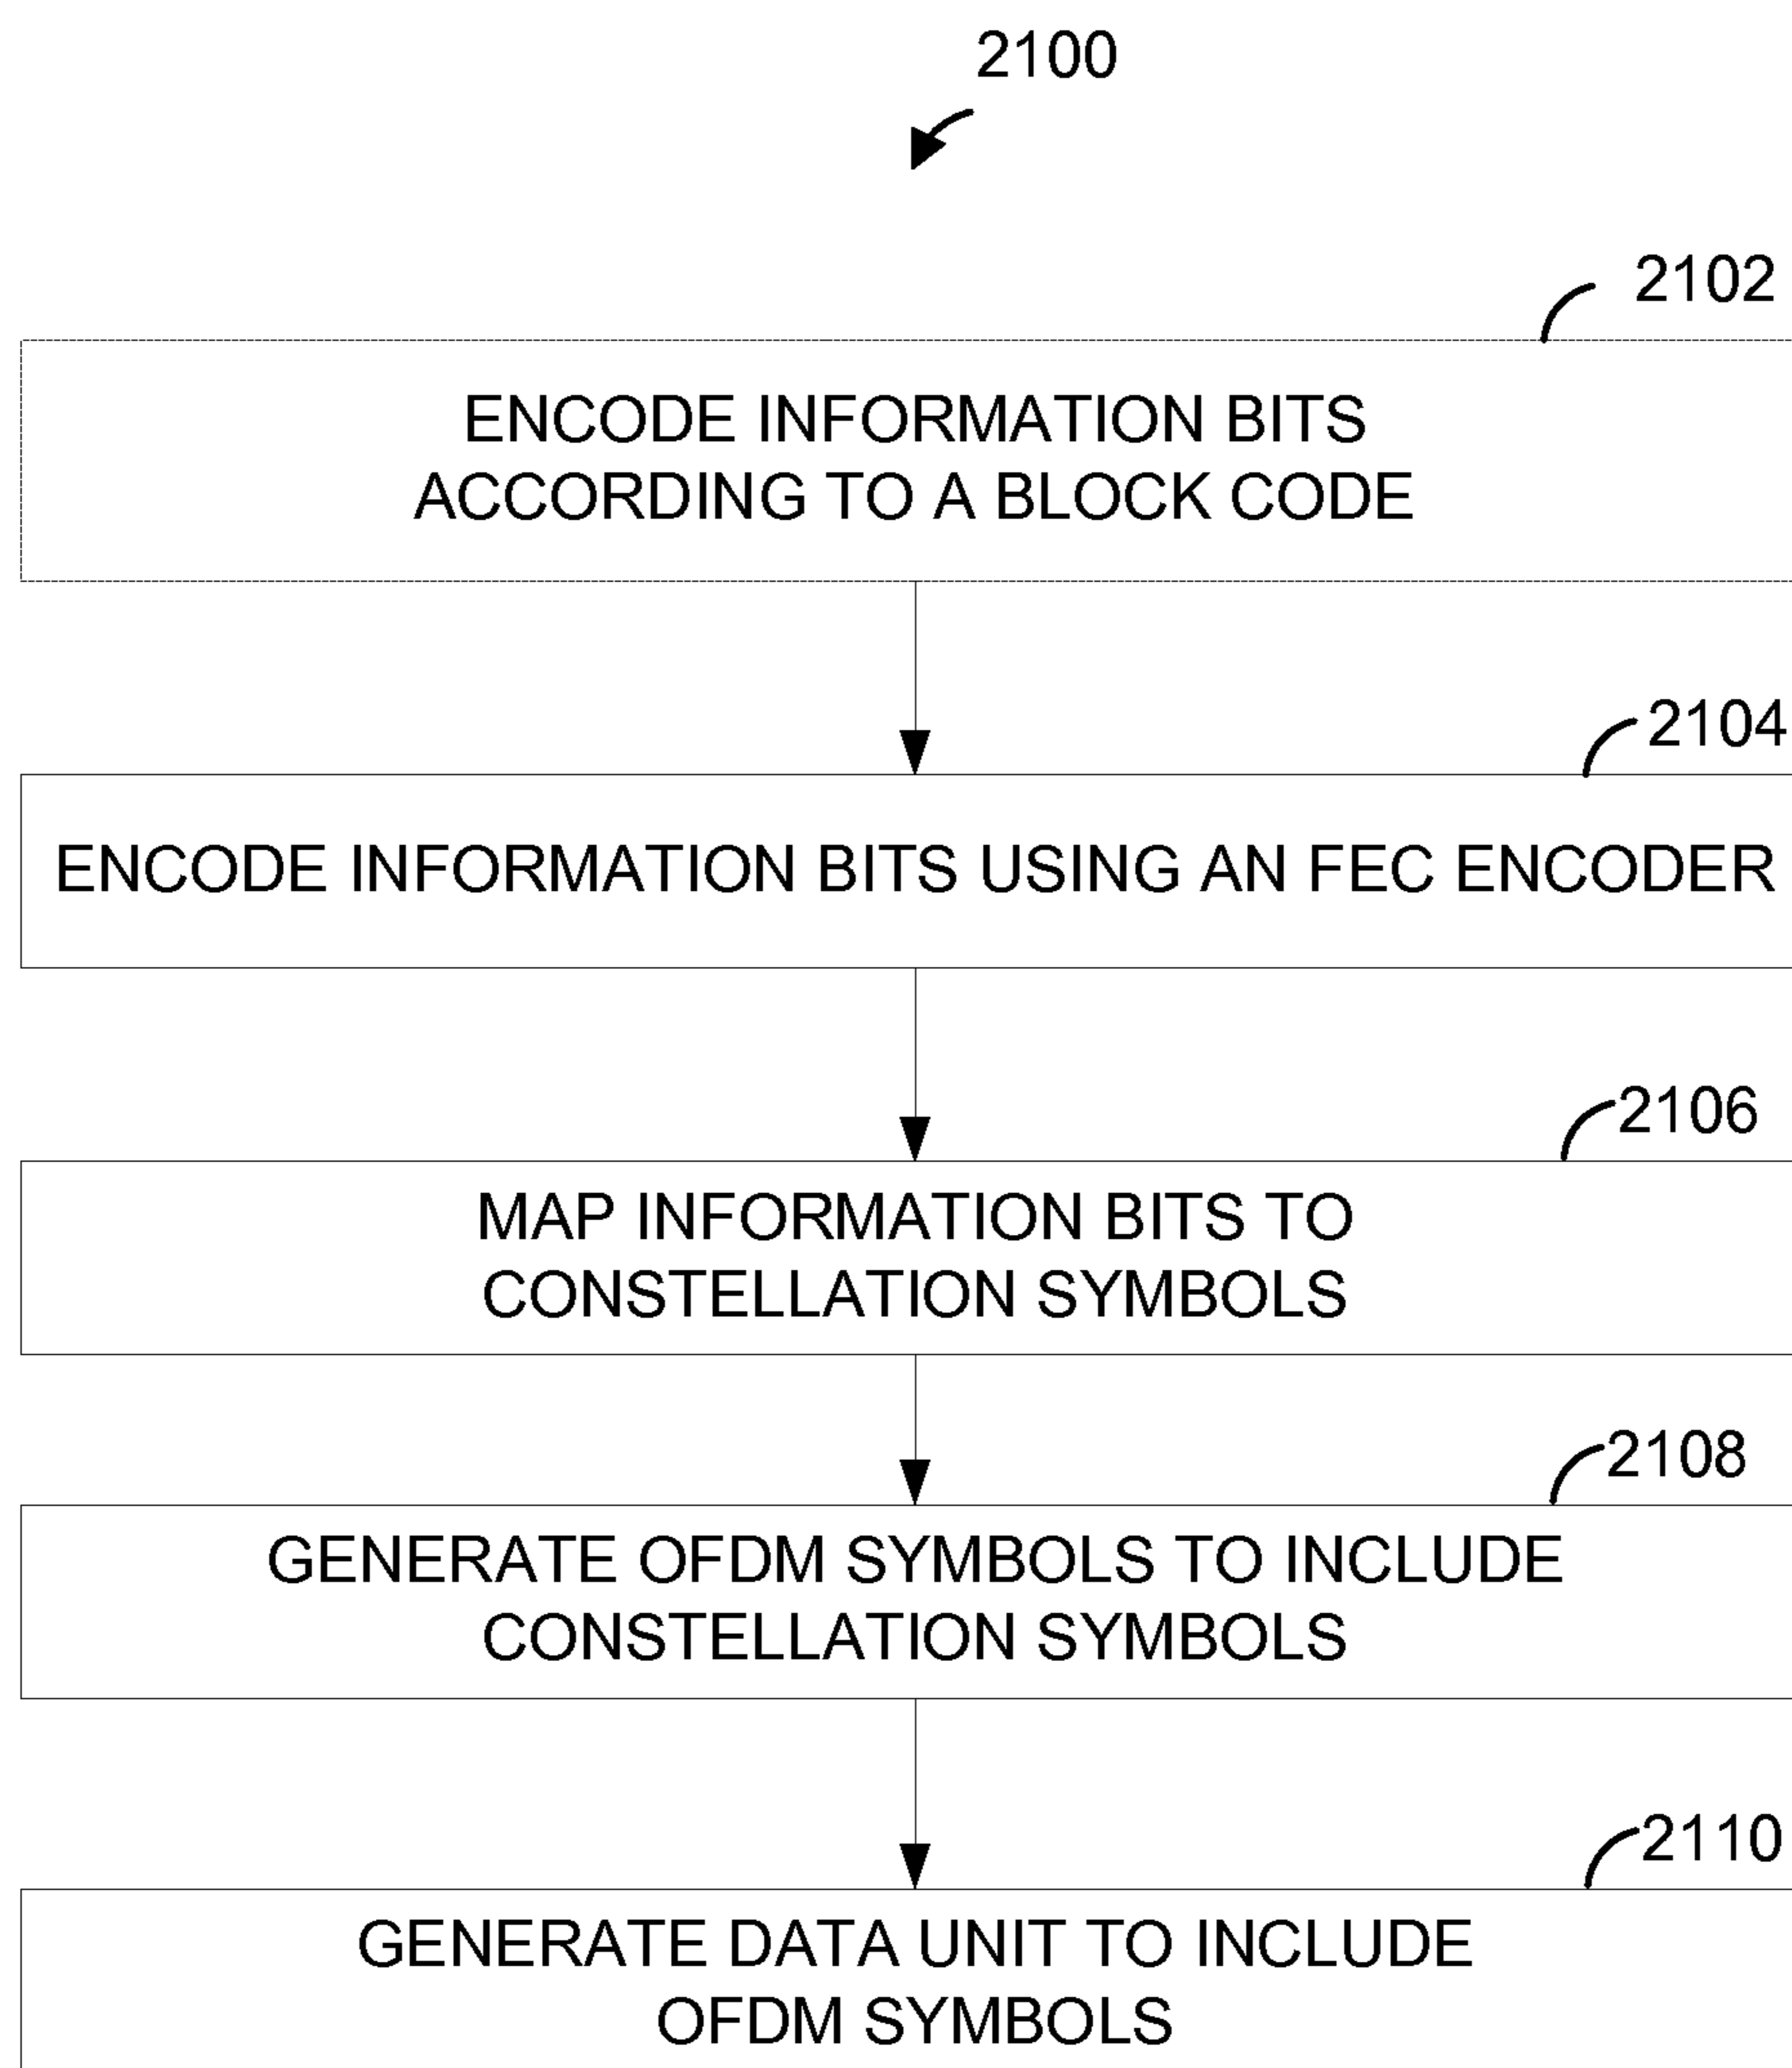 2100
2102
ENCODE INFORMATION BITS
ACCORDING TO A BLOCK CODE
2104
ENCODE INFORMATION BITS USING AN FEC ENCODER
2106
MAP INFORMATION BITS TO
CONSTELLATION SYMBOLS
2108
GENERATE OFDM SYMBOLS TO INCLUDE
CONSTELLATION SYMBOLS
2110
GENERATE DATA UNIT TO INCLUDE
OFDM SYMBOLS